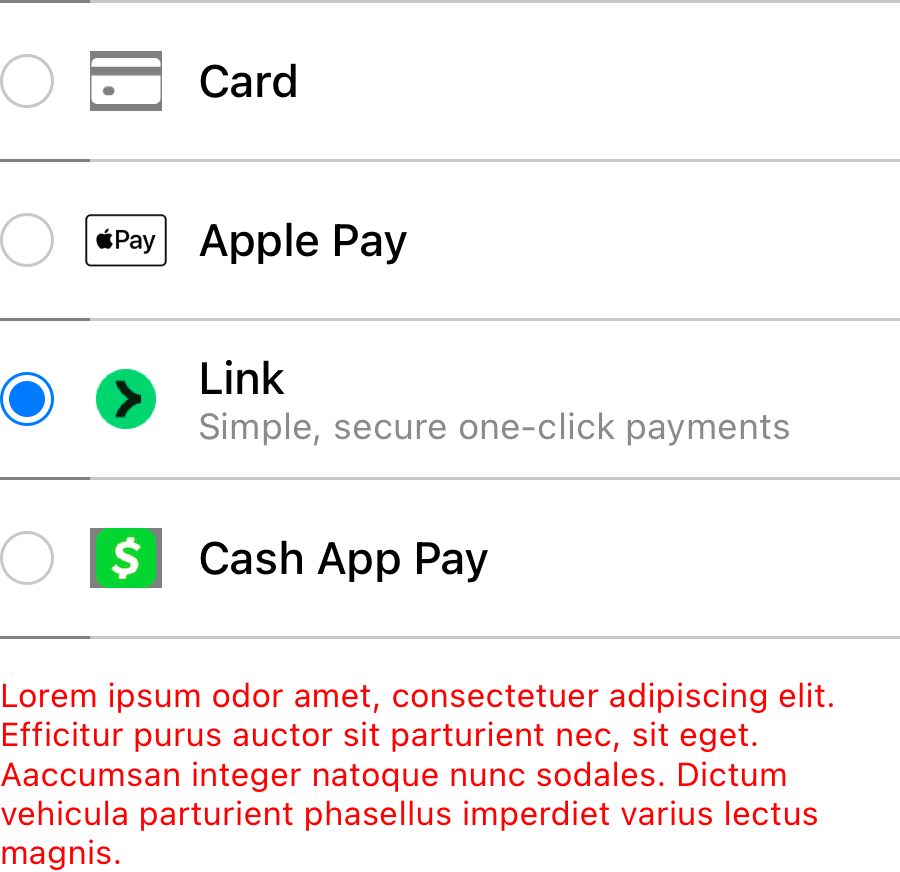 Card
Pay
Apple Pay
Link
Simple, secure one-click payments
$
Cash App Pay
Lorem ipsum odor amet, consectetuer adipiscing elit.
Efficitur purus auctor sit parturient nec, sit eget.
Aaccumsan integer natoque nunc sodales. Dictum
vehicula parturient phasellus imperdiet varius lectus
magnis.